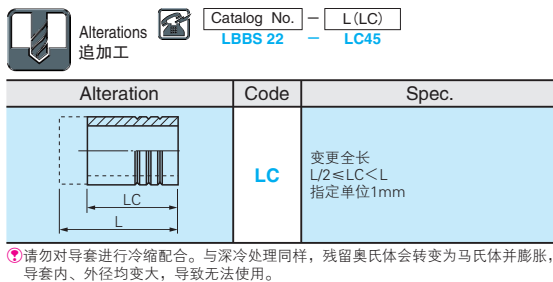 Alterations
追加工
Catalog No. – L(LC)
LBBS 22 – LC45
Alteration Code Spec.
LC
L
LC
变更全长
L/2≤LC<L
指定单位1mm
请勿对导套进行冷缩配合。与深冷处理同样，残留奥氏体会转变为马氏体并膨胀，
导套内、外径均变大，导致无法使用。